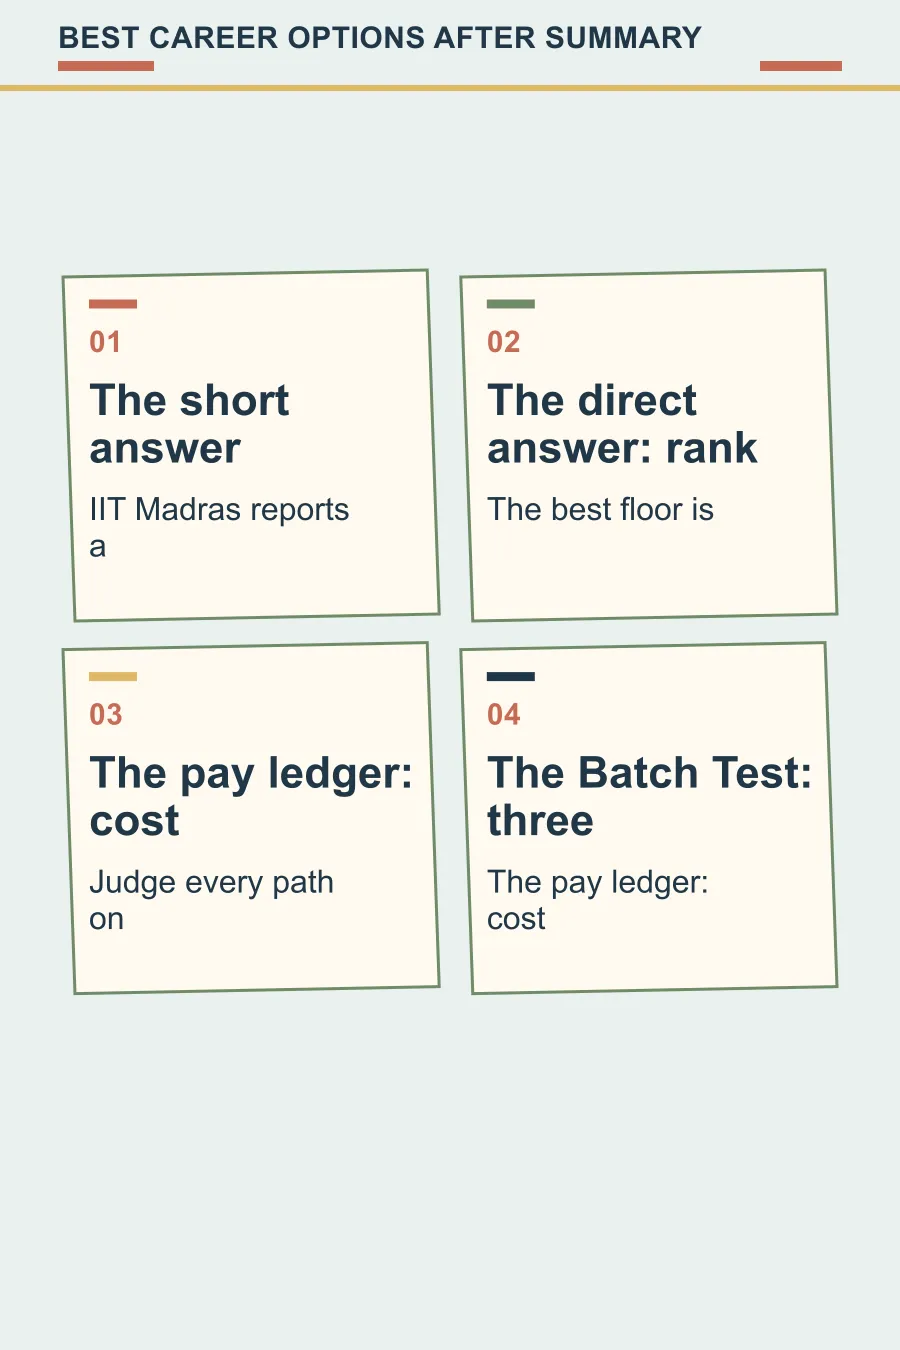 BEST CAREER OPTIONS AFTER SUMMARY
01
The short
answer
IIT Madras reports
a
02
The direct
answer: rank
The best floor is
03
The pay ledger:
cost
Judge every path
on
04
The Batch Test:
three
The pay ledger:
cost